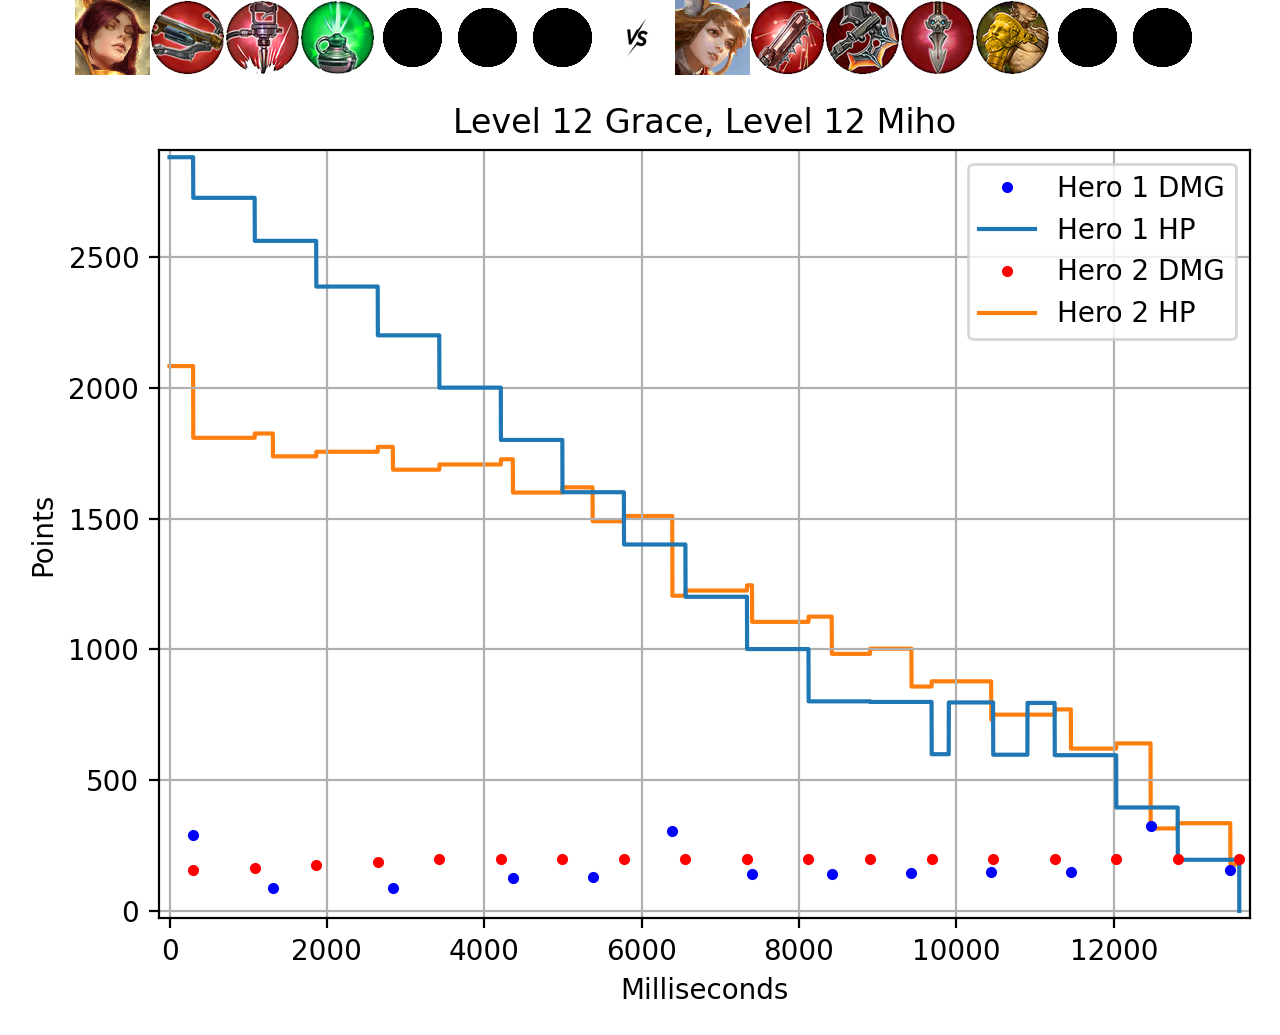 VS
Level 12 Grace, Level 12 Miho
Hero 1 DMG
Hero 1 HP
Hero 2 DMG
Hero 2 HP
2500
2000
1500
1000
500
0
Points
0 2000 4000 6000 8000 10000 12000
Milliseconds